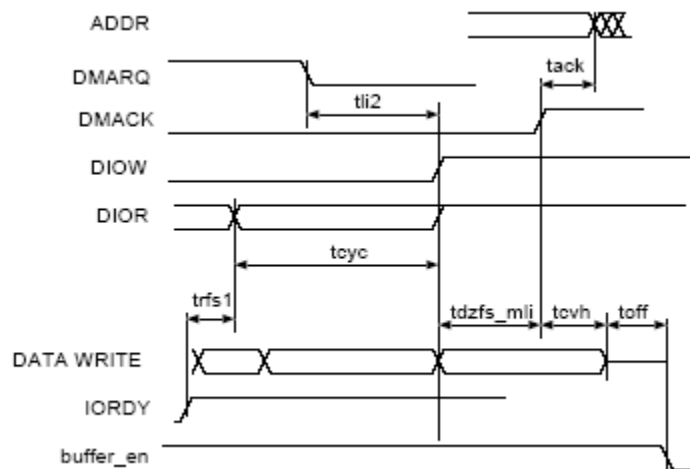 ADDR
DMARQ
tack
tli2
DMACK
DIOW
DIOR
tcyc
trfs1
tdzfs_mli
tcvh
toff
DATA WRITE
IORDY
buffer_en